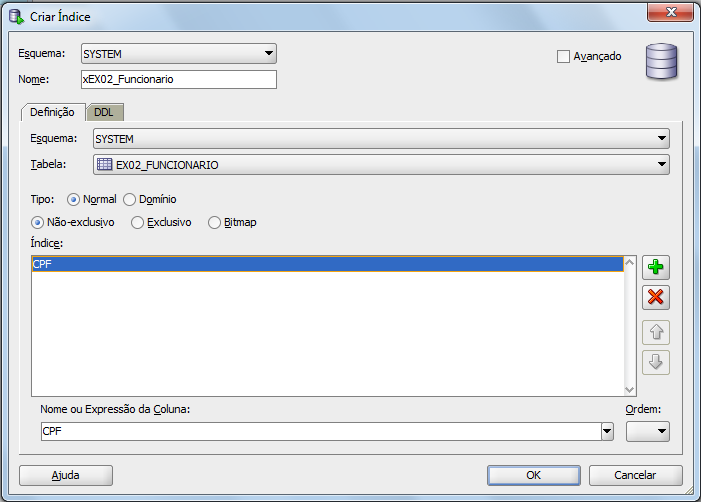 Criar Índice
Esquema: SYSTEM
Avançado
Nome: xEX02_Funcionario
Definição DDL
Esquema: SYSTEM
Tabela: EX02_FUNCIONARIO
Tipo: Normal Domínio
Não-exclusivo Exclusivo Bitmap
Índice:
CPF
Nome ou Expressão da Coluna: Ordem:
CPF
Ajuda OK Cancelar